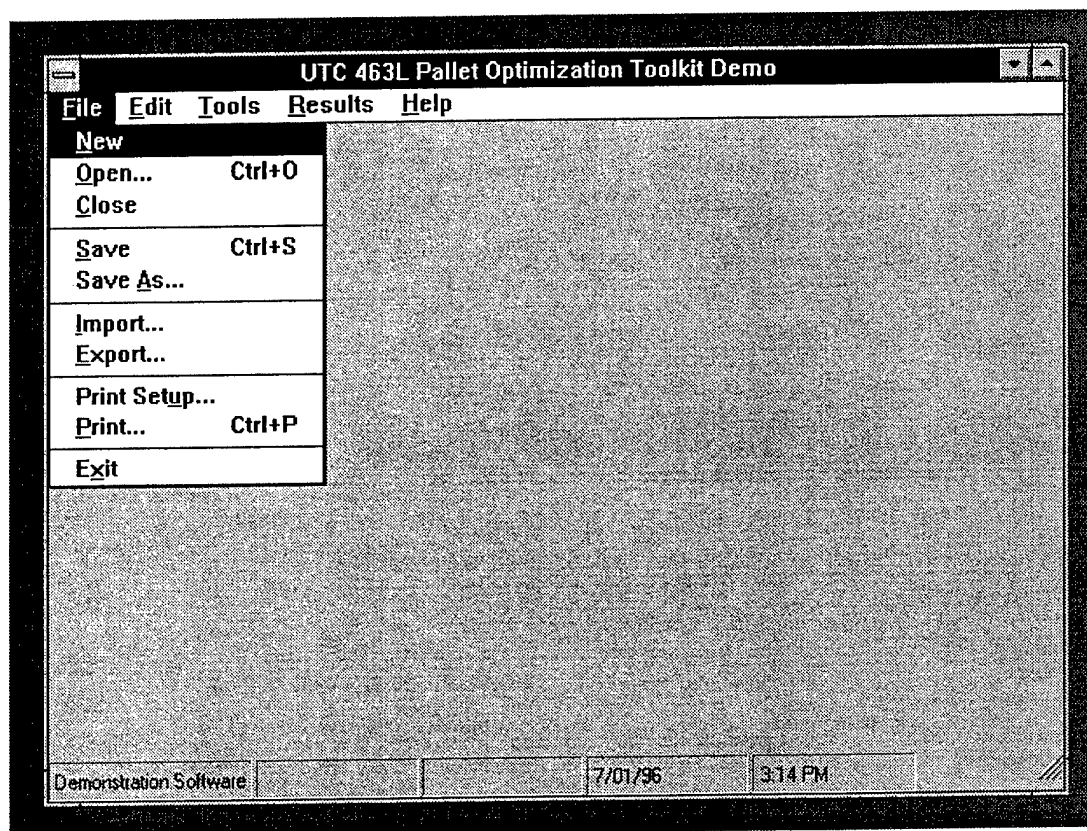 UTC 463L Pallet Optimization Toolkit Demo
File Edit Tools Results Help
New
Open... Ctrl+O
Close
Save Ctrl+S
Save As...
Import...
Export...
Print Setup...
Print... Ctrl+P
Exit
Demonstration Software 7/01/96 3:14 PM